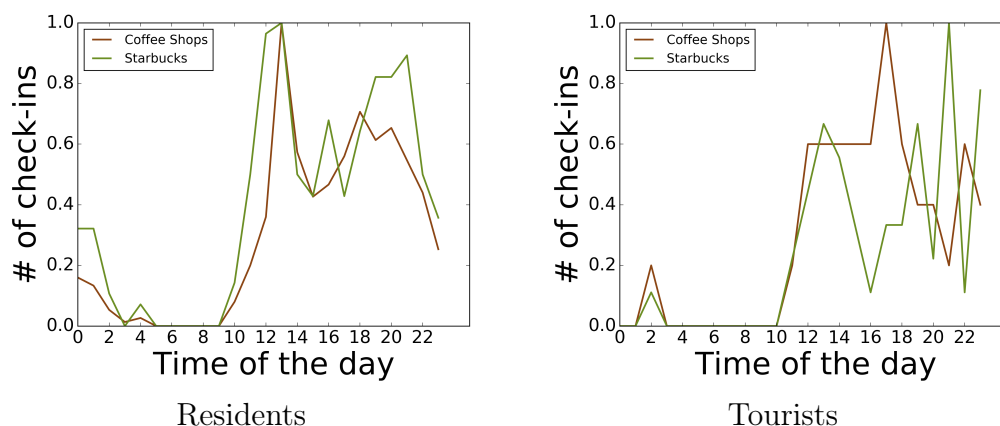 # of check-ins
1.0
0.8
0.6
0.4
0.2
0.0
Coffee Shops
Starbucks
0 2 4 6 8 10 12 14 16 18 20 22
Time of the day
Residents
# of check-ins
1.0
0.8
0.6
0.4
0.2
0.0
Coffee Shops
Starbucks
0 2 4 6 8 10 12 14 16 18 20 22
Time of the day
Tourists